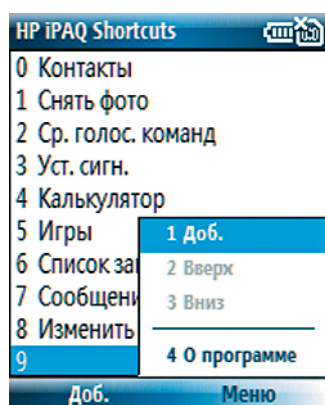 HP iPAQ Shortcuts
0 Контакты
1 Снять фото
2 Ср. голос. команд
3 Уст. сигн.
4 Калькулятор
5 Игры
6 Список за
7 Сообщени
8 Изменить
9
1 Доб.
2 Вверх
3 Вниз
4 О программе
Доб. Меню